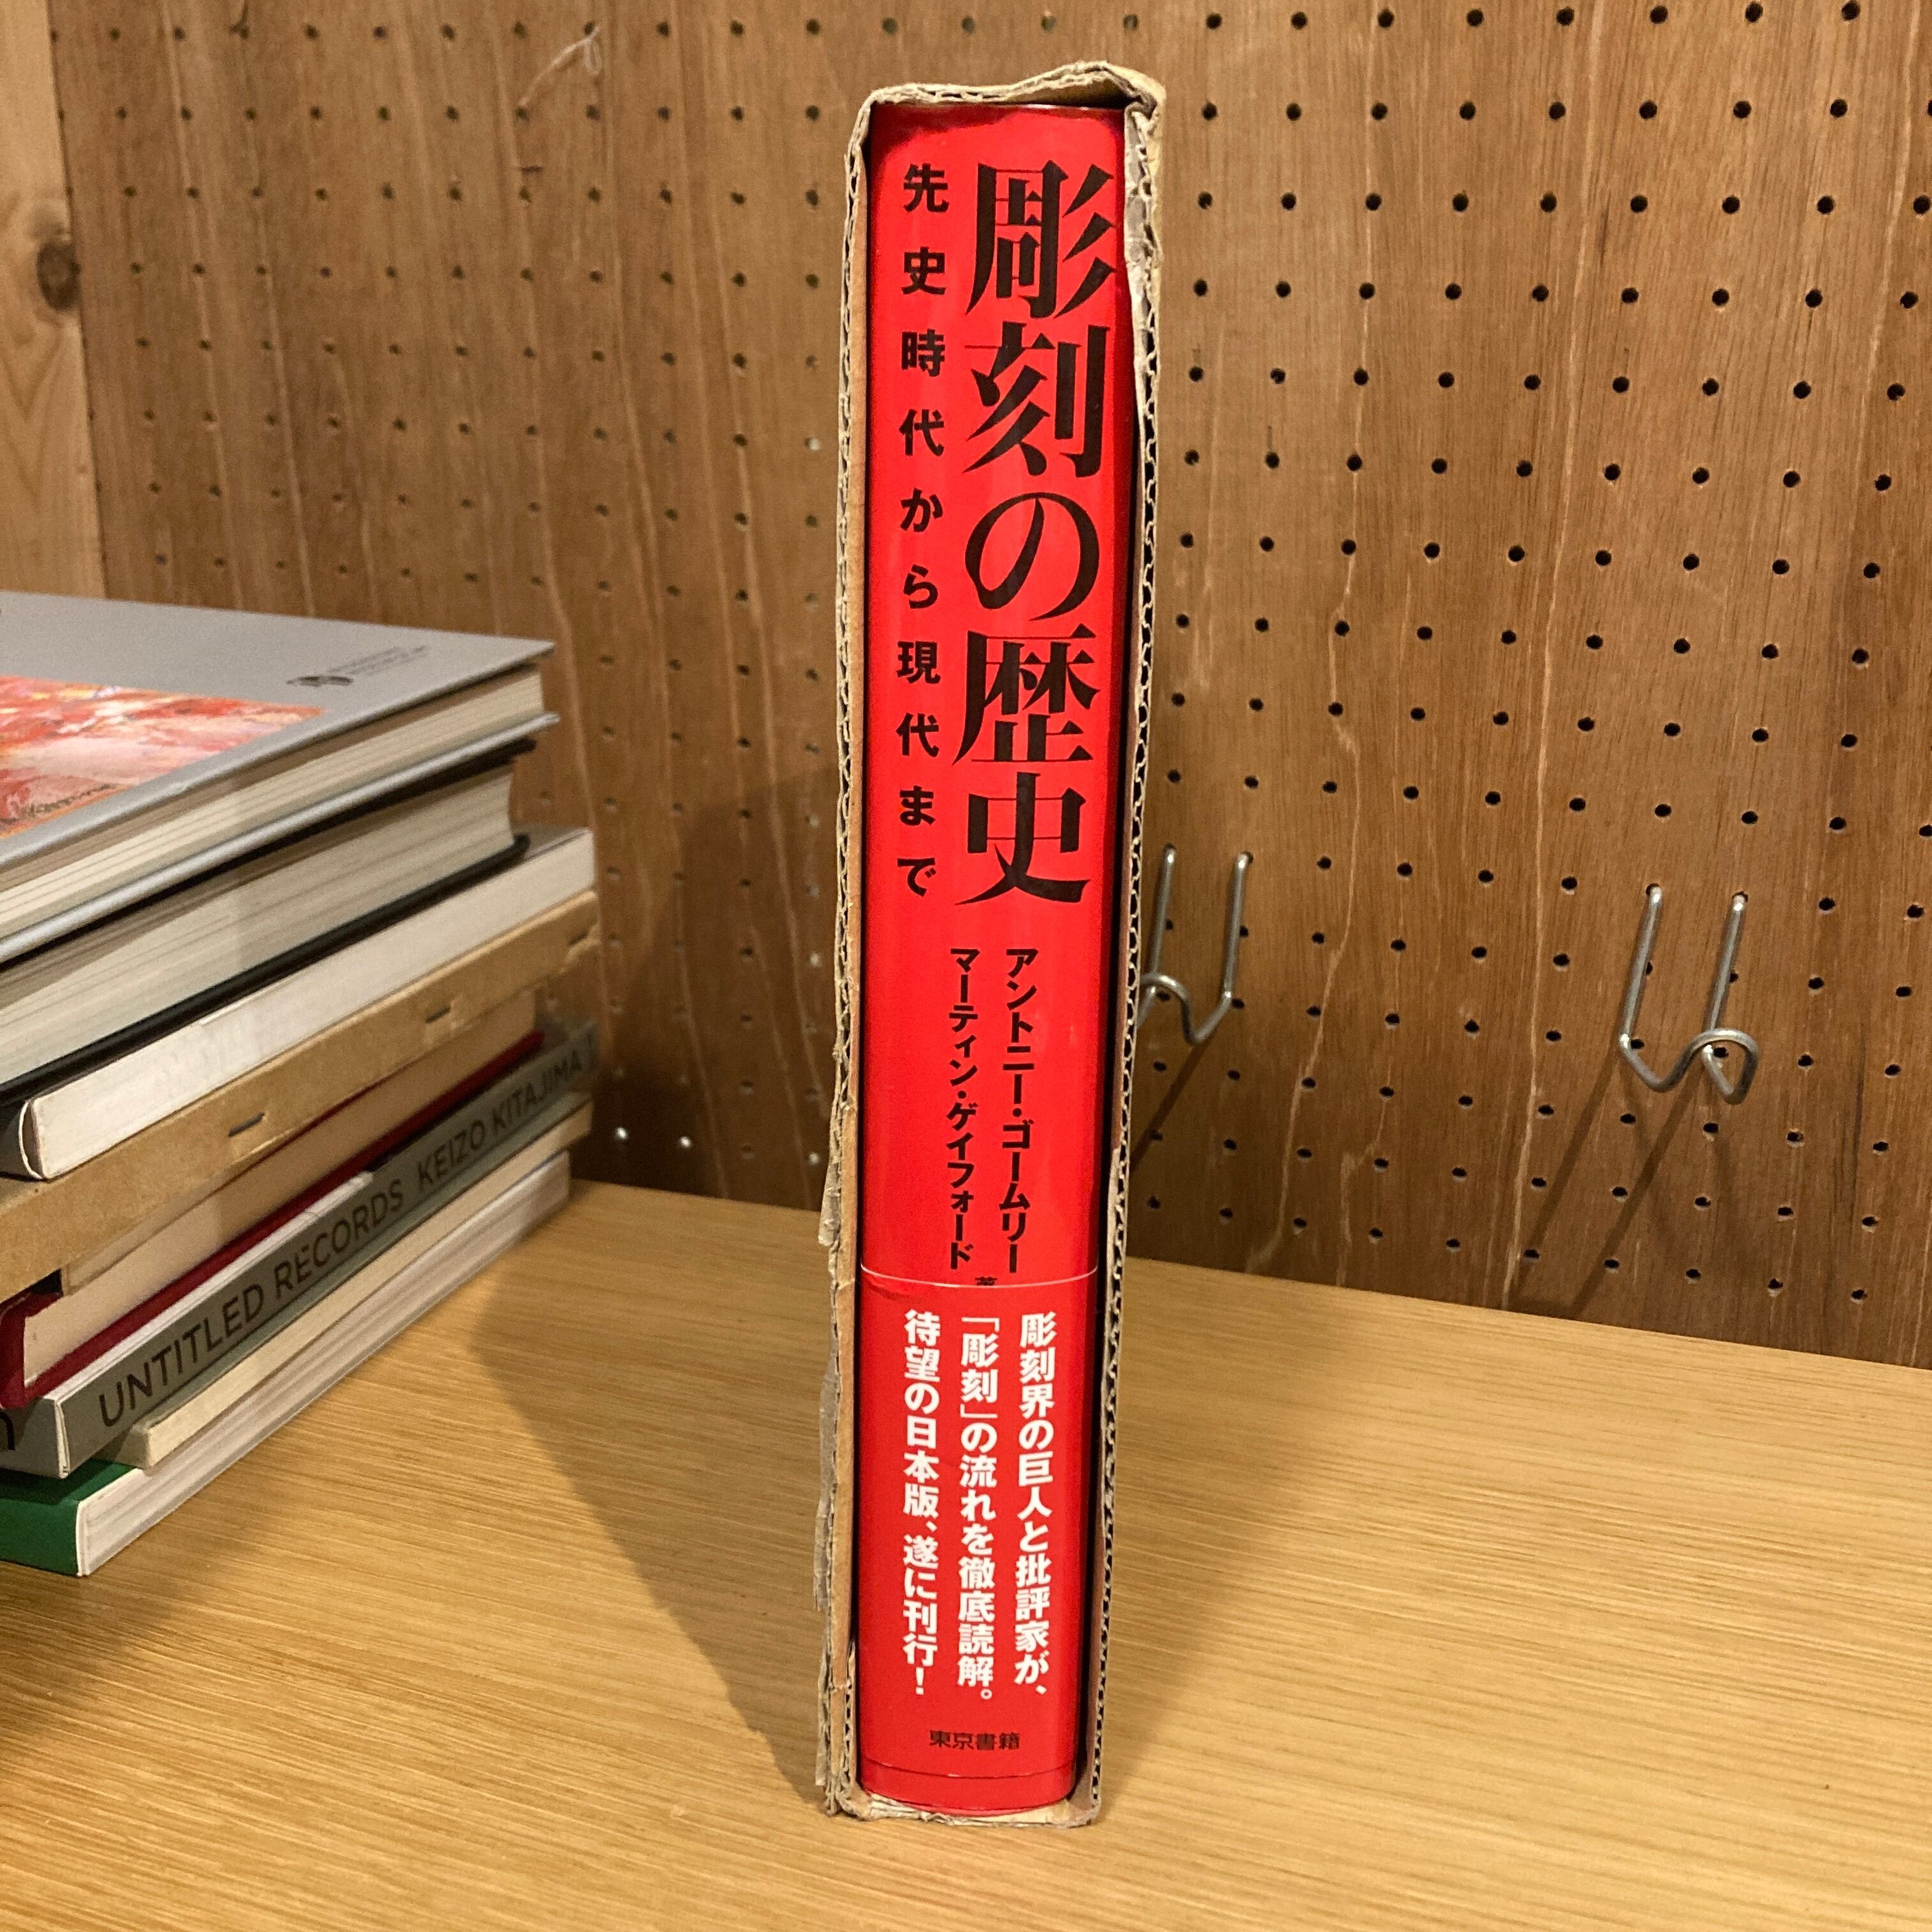 彫刻の歴史
先史時代から現代まで
アントニー・ゴームリー
マーティン・ゲイフォード
著
彫刻界の巨人と批評家が、
「彫刻」の流れを徹底読解。
待望の日本版、遂に刊行！
東京書籍
UNTITLED RECORDS KEIZO KITAJIMA